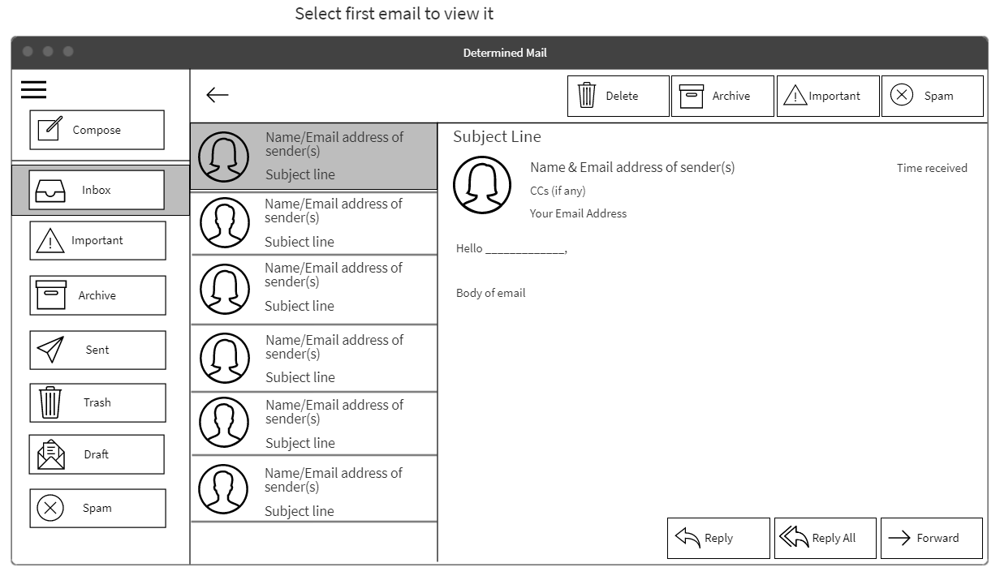 Select first email to view it
Determined Mail
Compose
Inbox
Important
Archive
Sent
Trash
Draft
Spam
Delete
Archive
Important
Spam
Name/Email address of
sender(s)
Subject line
Name/Email address of
sender(s)
Subject line
Name/Email address of
sender(s)
Subject line
Name/Email address of
sender(s)
Subject line
Name/Email address of
sender(s)
Subject line
Name/Email address of
sender(s)
Subject line
Subject Line
Name & Email address of sender(s)
Time received
CCs (if any)
Your Email Address
Hello _____________,
Body of email
Reply
Reply All
Forward